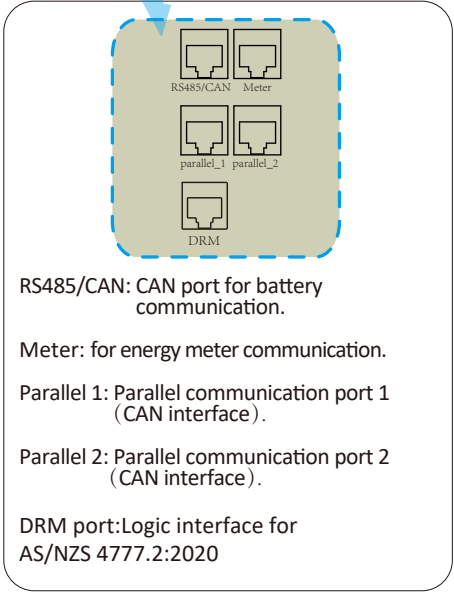 RS485/CAN Meter
parallel_1 parallel_2
DRM
RS485/CAN: CAN port for battery
communication.
Meter: for energy meter communication.
Parallel 1: Parallel communication port 1
（CAN interface）.
Parallel 2: Parallel communication port 2
（CAN interface）.
DRM port:Logic interface for
AS/NZS 4777.2:2020